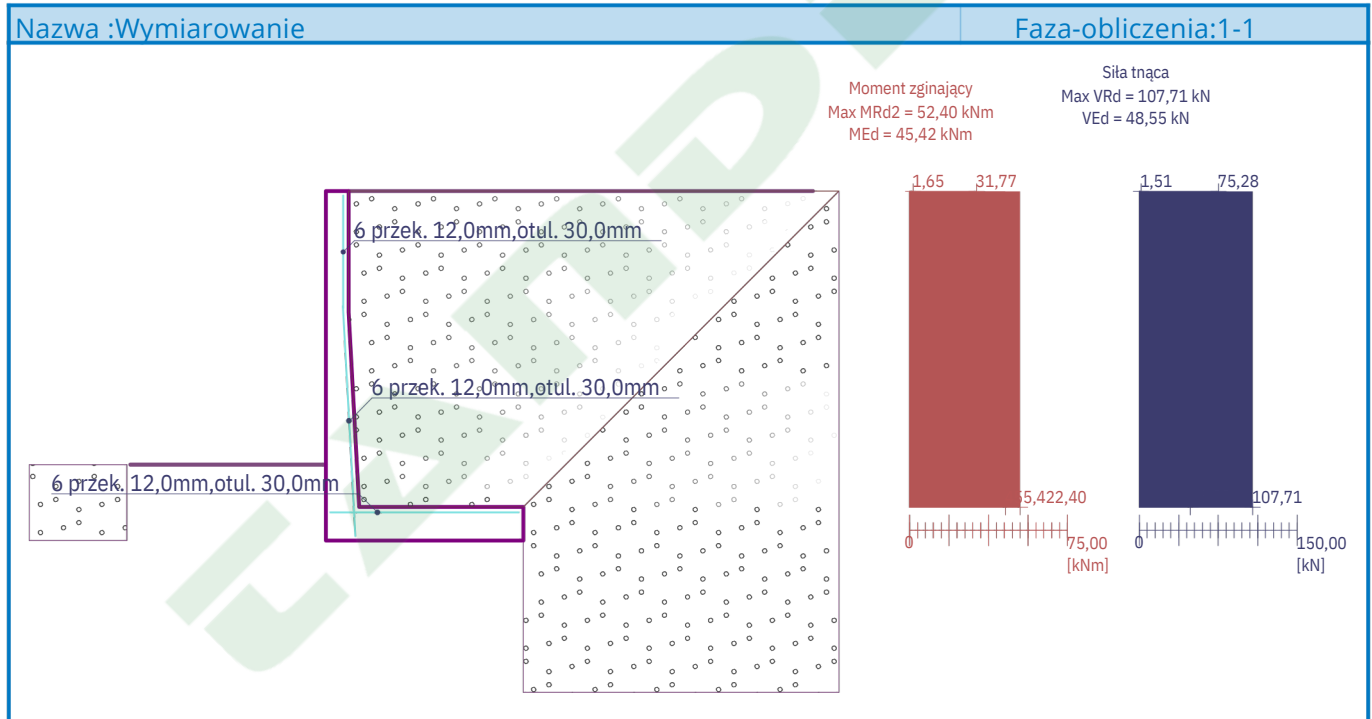 Nazwa :Wymiarowanie
Faza-obliczenia:1-1
Moment zginający
Max MRd2 = 52,40 kNm
MEd = 45,42 kNm
Siła tnąca
Max VRd = 107,71 kN
VEd = 48,55 kN
1,65 31,77
1,51 75,28
6 przek. 12,0mm,otul. 30,0mm
6 przek. 12,0mm,otul. 30,0mm
6 przek. 12,0mm,otul. 30,0mm
107,71
0 75,00
[kNm]
0 150,00
[kN]